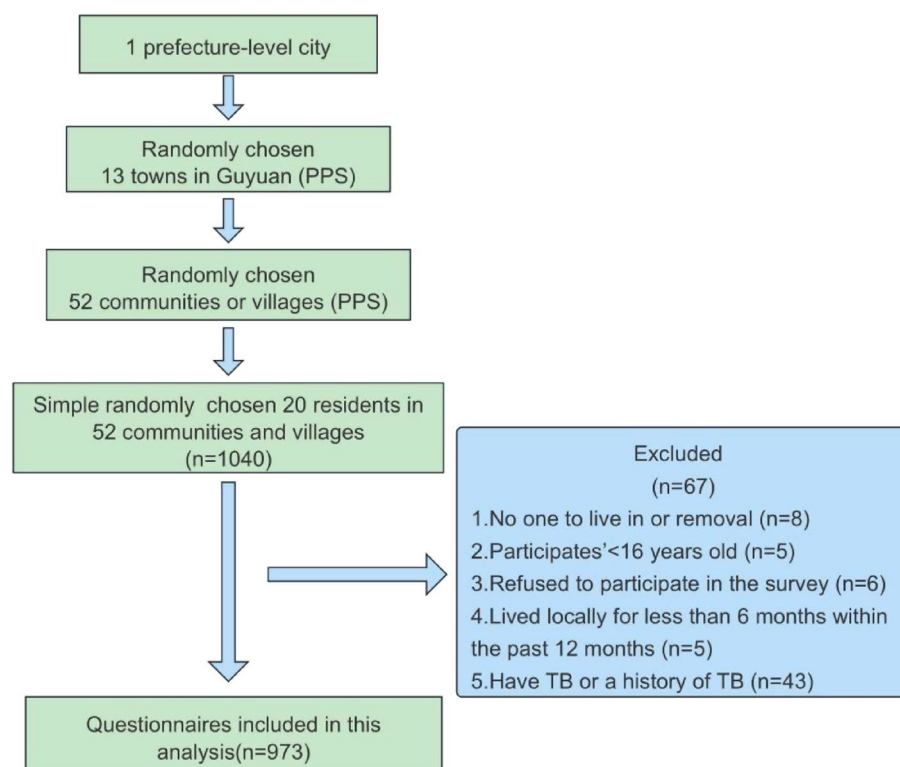 1 prefecture-level city
Randomly chosen
13 towns in Guyuan (PPS)
Randomly chosen
52 communities or villages (PPS)
Simple randomly  chosen 20 residents in
52 communities and villages
(n=1040)
Excluded
(n=67)
1.No one to live in or removal (n=8)
2.Participates’<16 years old (n=5)
3.Refused to participate in the survey (n=6)
4.Lived locally for less than 6 months within
the past 12 months (n=5)
5.Have TB or a history of TB (n=43)
Questionnaires included in this
analysis(n=973)